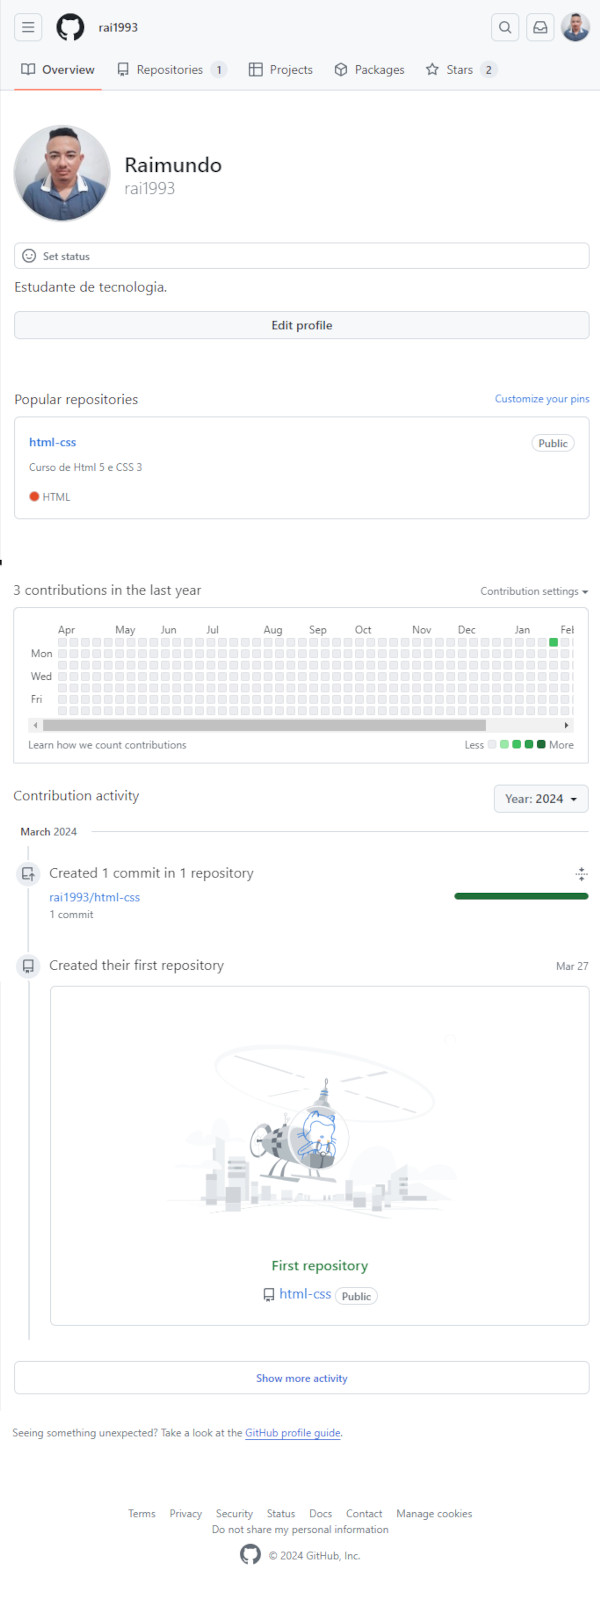 rai1993
Overview Repositories 1 Projects Packages Stars 2
Raimundo
rai1993
Set status
Estudante de tecnologia.
Edit profile
Popular repositories Customize your pins
html-css Public
Curso de Html 5 e CSS 3
HTML
3 contributions in the last year Contribution settings
Apr May Jun Jul Aug Sep Oct Nov Dec Jan Fel
Mon
Wed
Fri
Learn how we count contributions Less More
Contribution activity Year: 2024
March 2024
Created 1 commit in 1 repository
rai1993/html-css
1 commit
Created their first repository Mar 27
First repository
html-css Public
Show more activity
Seeing something unexpected? Take a look at the GitHub profile guide.
Terms Privacy Security Status Docs Contact Manage cookies
Do not share my personal information
© 2024 GitHub, Inc.